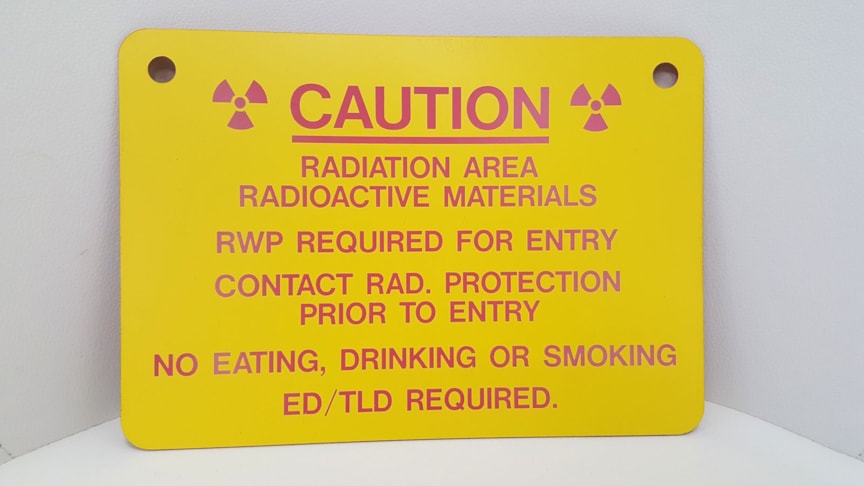 CAUTION
RADIATION AREA
RADIOACTIVE MATERIALS
RWP REQUIRED FOR ENTRY
CONTACT RAD. PROTECTION
PRIOR TO ENTRY
NO EATING, DRINKING OR SMOKING
ED/TLD REQUIRED.